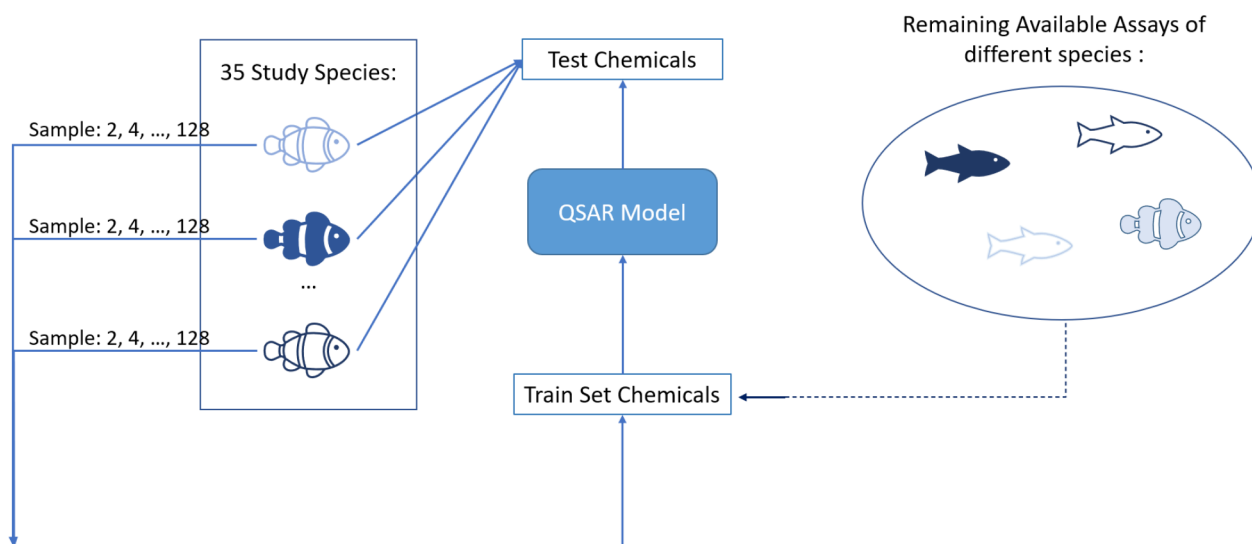 35 Study Species:
Sample: 2, 4, ..., 128
Sample: 2, 4, ..., 128
...
Sample: 2, 4, ..., 128
Test Chemicals
QSAR Model
Train Set Chemicals
Remaining Available Assays of
different species :